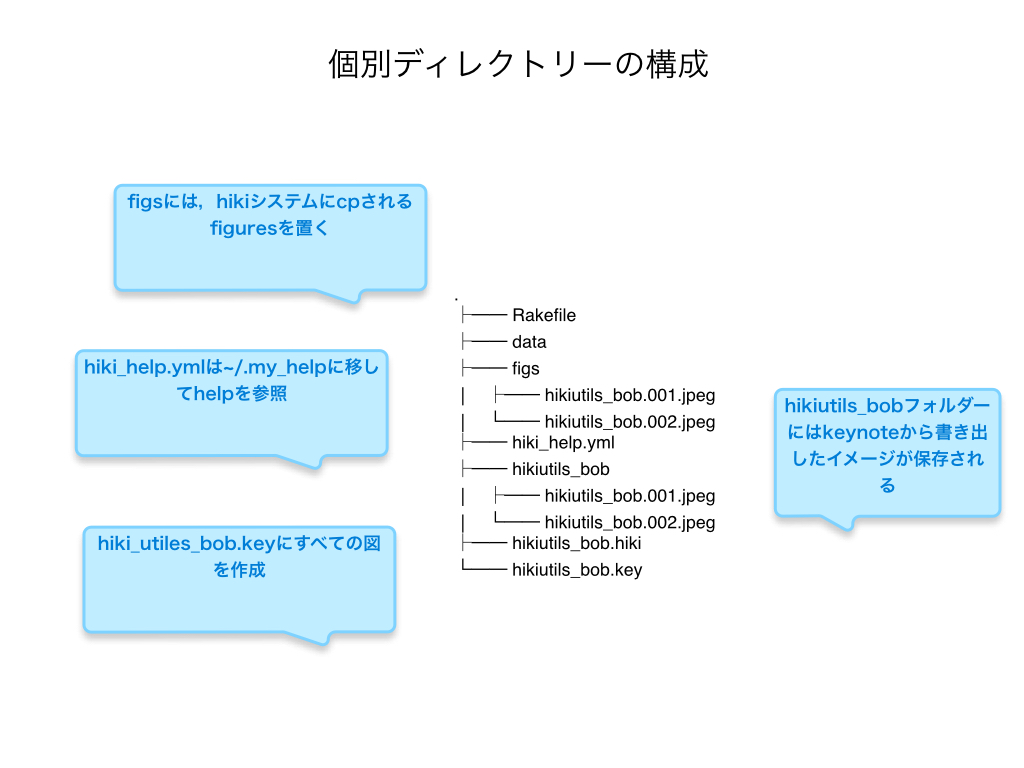 個別ディレクトリーの構成
figsには，hikiシステムにcpされる
figuresを置く
hiki_help.ymlは~/.my_helpに移し
てhelpを参照
hiki_utiles_bob.keyにすべての図
を作成
.
├── Rakefile
├── data
├── figs
│   ├── hikiutils_bob.001.jpeg
│   └── hikiutils_bob.002.jpeg
├── hiki_help.yml
├── hikiutils_bob
│   ├── hikiutils_bob.001.jpeg
│   └── hikiutils_bob.002.jpeg
├── hikiutils_bob.hiki
└── hikiutils_bob.key
hikiutils_bobフォルダー
にはkeynoteから書き出
したイメージが保存され
る